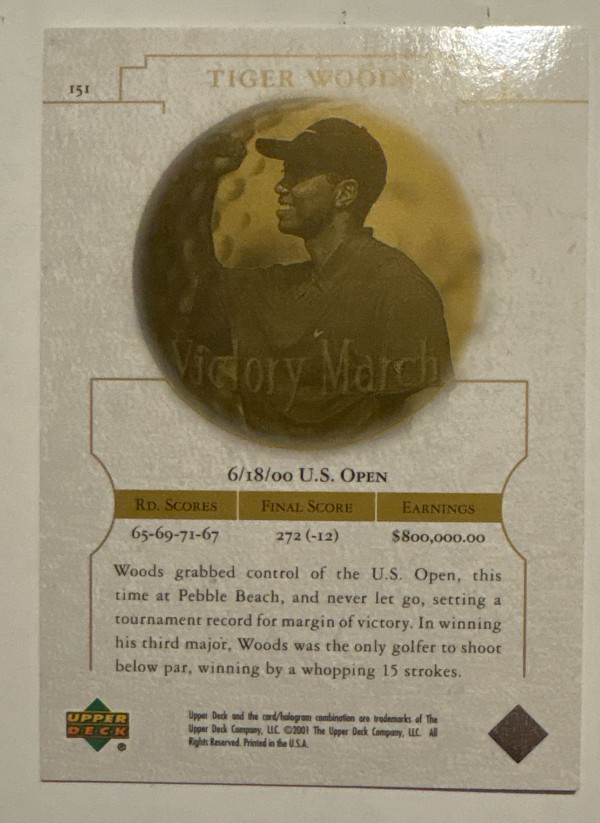 151
TIGER WOODS
Victory March
6/18/00 U.S. OPEN
RD. SCORES FINAL SCORE EARNINGS
65-69-71-67 272 (-12) $800,000.00
Woods grabbed control of the U.S. Open, this
time at Pebble Beach, and never let go, setting a
tournament record for margin of victory. In winning
his third major, Woods was the only golfer to shoot
below par, winning by a whopping 15 strokes.
UPPER
DECK
®
Upper Deck and the card/hologram combination are trademarks of The
Upper Deck Company, LLC. ©2001 The Upper Deck Company, LLC. All
Rights Reserved. Printed in the U.S.A.